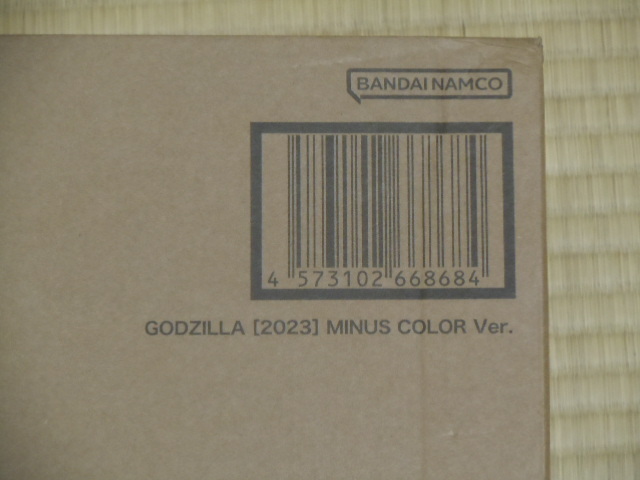 BANDAI NAMCO
4 573102 668684
GODZILLA [2023] MINUS COLOR Ver.